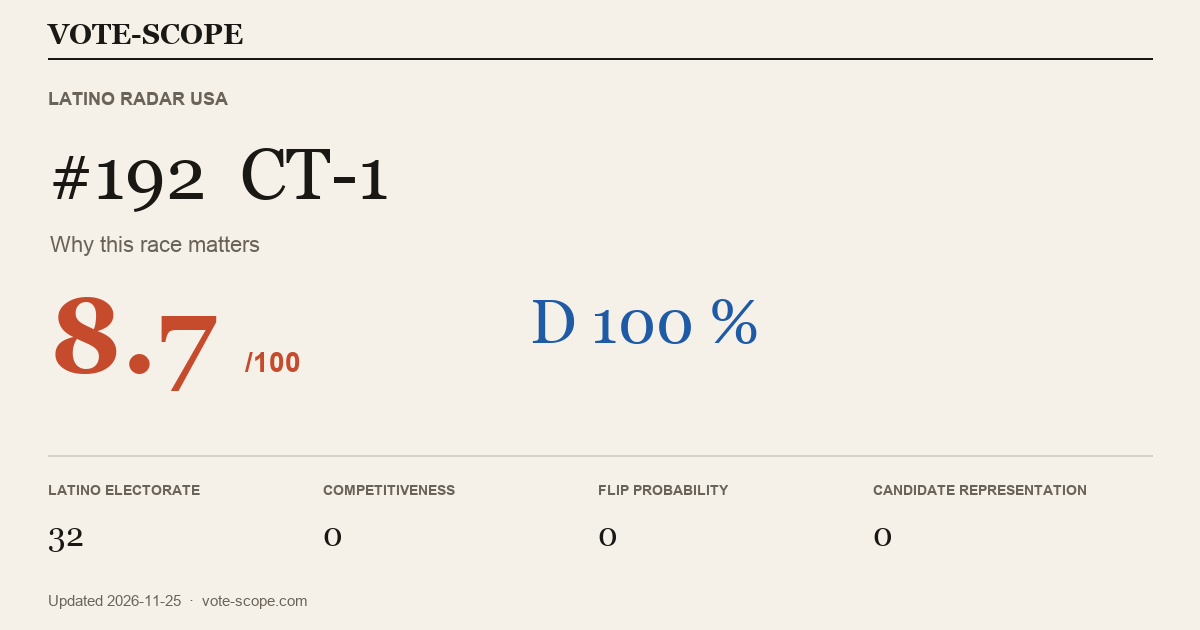 VOTE-SCOPE
LATINO RADAR USA
#192 CT-1
Why this race matters
8.7 /100
D 100 %
LATINO ELECTORATE
32
COMPETITIVENESS
0
FLIP PROBABILITY
0
CANDIDATE REPRESENTATION
0
Updated 2026-11-25 · vote-scope.com